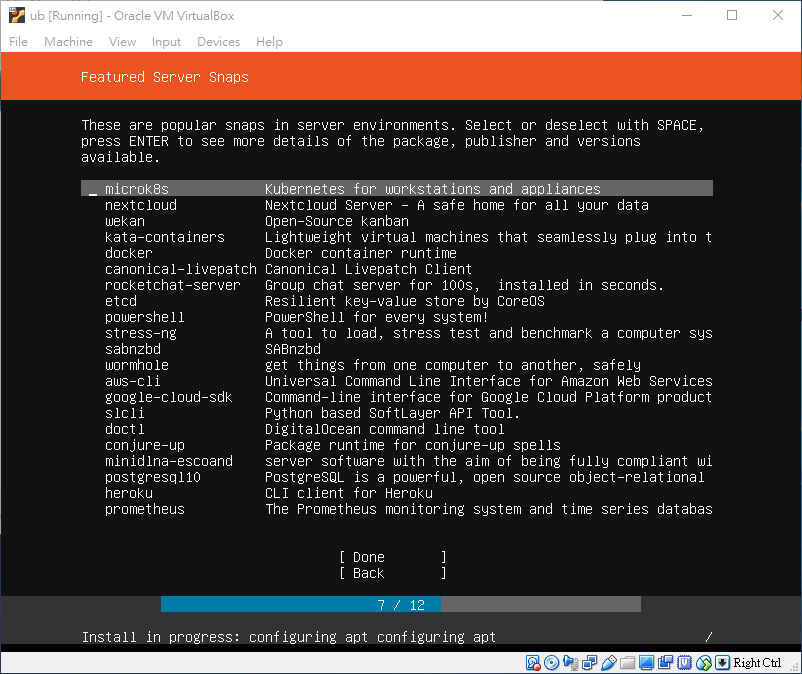 ub [Running] - Oracle VM VirtualBox
File Machine View Input Devices Help
Featured Server Snaps
These are popular snaps in server environments. Select or deselect with SPACE,
press ENTER to see more details of the package, publisher and versions
available.
microk8s Kubernetes for workstations and appliances
nextcloud Nextcloud Server - A safe home for all your data
wekan Open-Source kanban
kata-containers Lightweight virtual machines that seamlessly plug into t
docker Docker container runtime
canonical-livepatch Canonical Livepatch Client
rocketchat-server Group chat server for 100s,  installed in seconds.
etcd Resilient key-value store by CoreOS
powershell PowerShell for every system!
stress-ng A tool to load, stress test and benchmark a computer sys
sabnzbd SABnzbd
wormhole get things from one computer to another, safely
aws-cli Universal Command Line Interface for Amazon Web Services
google-cloud-sdk Command-line interface for Google Cloud Platform product
slcli Python based SoftLayer API Tool.
doctl DigitalOcean command line tool
conjure-up Package runtime for conjure-up spells
minidlna-escoand server software with the aim of being fully compliant wi
postgresql10 PostgreSQL is a powerful, open source object-relational
heroku CLI client for Heroku
prometheus The Prometheus monitoring system and time series databas
[ Done ]
[ Back ]
7 / 12
Install in progress: configuring apt configuring apt /
Right Ctrl